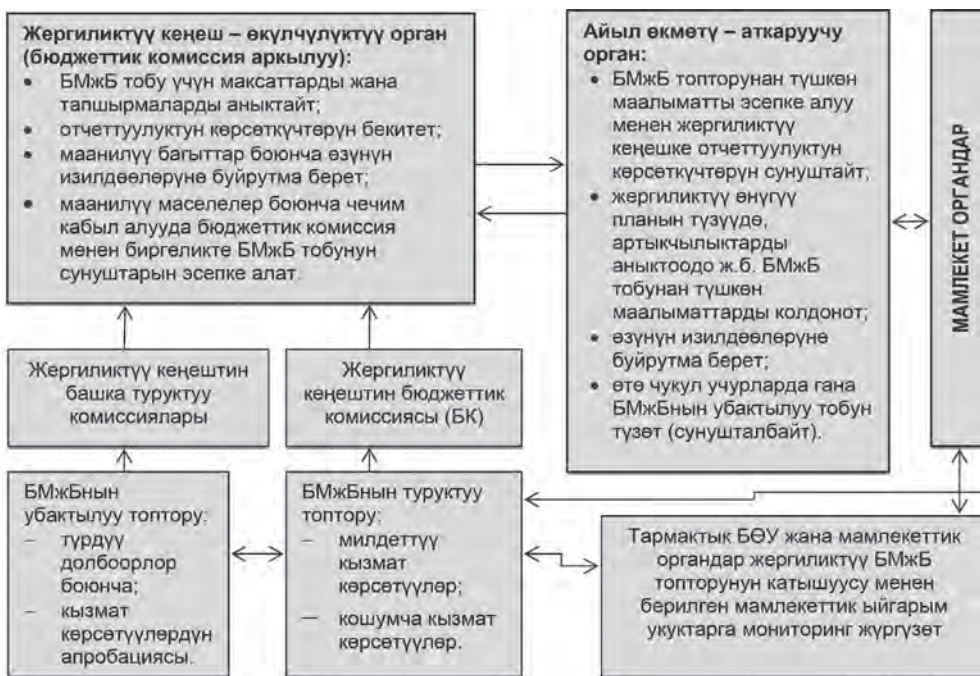 Жергиликтүү кеңеш – өкүлчүлүктүү орган
(бюджеттик комиссия аркылуу):
• БМжБ тобу үчүн максаттарды жана
тапшырмаларды аныктайт;
• отчеттуулуктун көрсөткүчтөрүн бекитет;
• маанилүү багыттар боюнча өзүнүн
изилдөөлөрүнө буйрутма берет;
• маанилүү маселелер боюнча чечим
кабыл алууда бюджеттик комиссия
менен биргеликте БМжБ тобунун
сунуштарын эсепке алат.
Айыл өкмөтү – аткаруучу
орган:
• БМжБ топторунан түшкөн
маалыматты эсепке алуу
менен жергиликтүү
кеңешке отчеттуулуктун
көрсөткүчтөрүн сунуштайт;
• жергиликтүү өнүгүү
планын түзүүдө,
артыкчылыктарды
аныктоодо ж.б. БМжБ
тобунан түшкөн
маалыматтарды колдонот;
• өзүнүн изилдөөлөрүнө
буйрутма берет;
• өтө чукул учурларда гана
БМжБнын убактылуу тобун
түзөт (сунушталбайт).
МАМЛЕКЕТ ОРГАНДАР
Жергиликтүү кеңештин
башка туруктуу
комиссиялары
Жергиликтүү
кеңештин бюджеттик
комиссиясы (БК)
БМжБнын
убактылуу топтору:
– түрдүү
долбоорлор
боюнча;
– кызмат
көрсөтүүлөрдүн
апробациясы.
БМжБнын туруктуу
топтору:
– милдеттүү
кызмат
көрсөтүүлөр;
– кошумча кызмат
көрсөтүүлөр.
Тармактык БӨУ жана мамлекеттик
органдар жергиликтүү БМжБ
топторунун катышуусу менен
берилген мамлекеттик ыйгарым
укуктарга мониторинг жүргүзөт